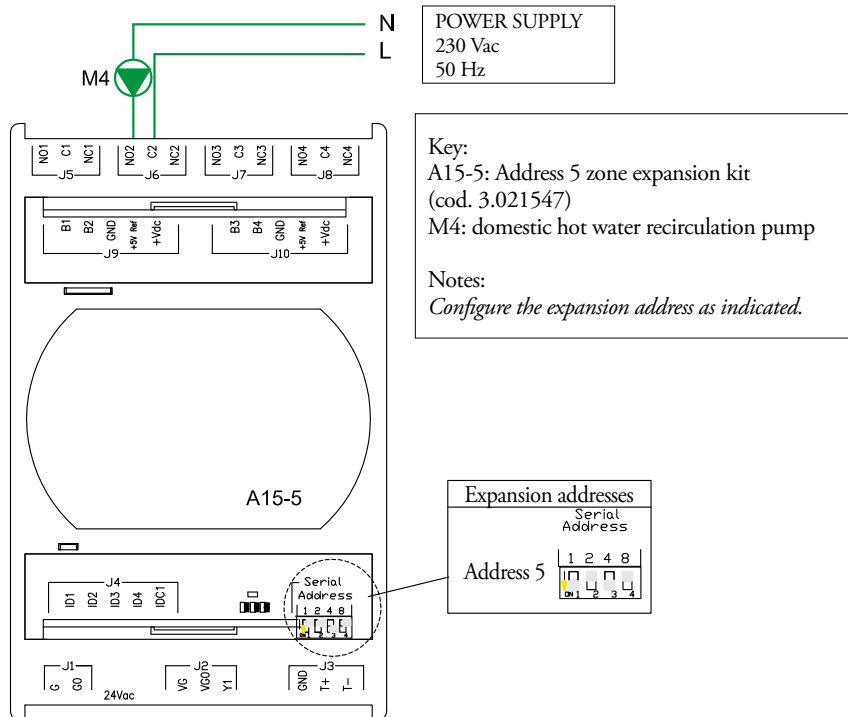 N
L
M4
POWER SUPPLY
230 Vac
50 Hz
NO1 C1 NC1 NO2 C2 NC2 NO3 C3 NC3 NO4 C4 NC4
J5 J6 J7 J8
B1 B2 GND +5V Ref +Vdc B3 B4 GND +5V Ref +Vdc
J9 J10
Key:
A15-5: Address 5 zone expansion kit
(cod. 3.021547)
M4: domestic hot water recirculation pump
Notes:
Configure the expansion address as indicated.
A15-5
Expansion addresses
Serial
Address
1 2 4 8
Address 5
ON 1 2 3 4
J4
ID1 ID2 ID3 ID4 IDC1
Serial
Address
1 2 4 8
ON 1 2 3 4
J1 J2 J3
G G0 24Vac VG VG0 Y1 GND T+ T-